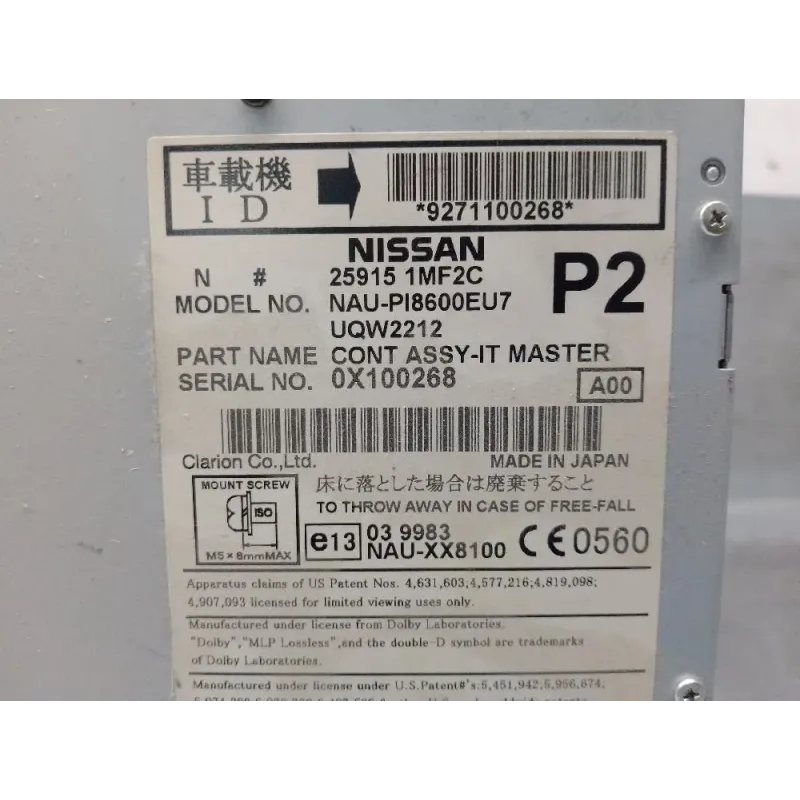 車載機
ID
*9271100268*
NISSAN
N # 25915 1MF2C
P2
MODEL NO. NAU-PI8600EU7
UQW2212
PART NAME CONT ASSY-IT MASTER
SERIAL NO. 0X100268
A00
Clarion Co.,Ltd. MADE IN JAPAN
MOUNT SCREW
ISO
M5×8mmMAX
床に落とした場合は廃棄すること
TO THROW AWAY IN CASE OF FREE-FALL
e13 03 9983
NAU-XX8100
CE0560
Apparatus claims of US Patent Nos. 4,631,603;4,577,216;4,819,098;
4,907,093 licensed for limited viewing uses only.
Manufactured under license from Dolby Laboratories.
"Dolby","MLP Lossless",and the double-D symbol are trademarks
of Dolby Laboratories.
Manufactured under license under U.S.Patent#'s:5,451,942;5,956,674;